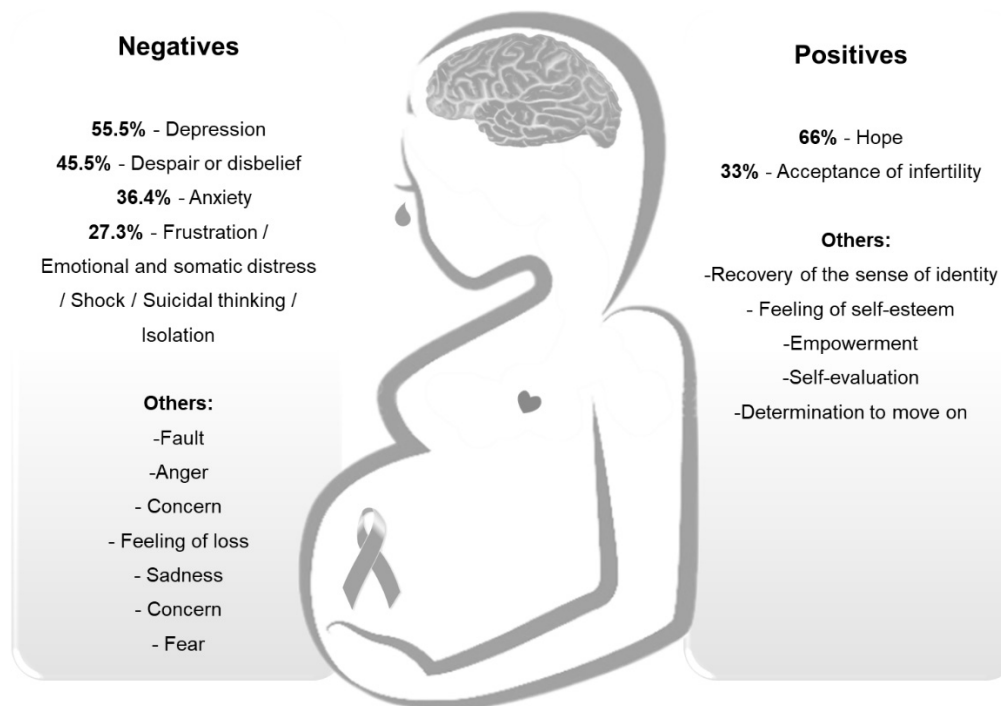 Negatives
55.5% - Depression
45.5% - Despair or disbelief
36.4% - Anxiety
27.3% - Frustration /
Emotional and somatic distress
/ Shock / Suicidal thinking /
Isolation
Others:
-Fault
-Anger
- Concern
- Feeling of loss
- Sadness
- Concern
- Fear
Positives
66% - Hope
33% - Acceptance of infertility
Others:
-Recovery of the sense of identity
- Feeling of self-esteem
-Empowerment
-Self-evaluation
-Determination to move on